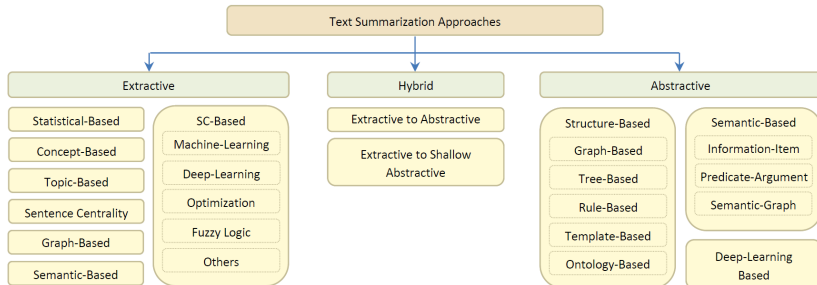 Text Summarization Approaches
Extractive
Statistical-Based
Concept-Based
Topic-Based
Sentence Centrality
Graph-Based
Semantic-Based
SC-Based
Machine-Learning
Deep-Learning
Optimization
Fuzzy Logic
Others
Hybrid
Extractive to Abstractive
Extractive to Shallow
Abstractive
Abstractive
Structure-Based
Graph-Based
Tree-Based
Rule-Based
Template-Based
Ontology-Based
Semantic-Based
Information-Item
Predicate-Argument
Semantic-Graph
Deep-Learning
Based